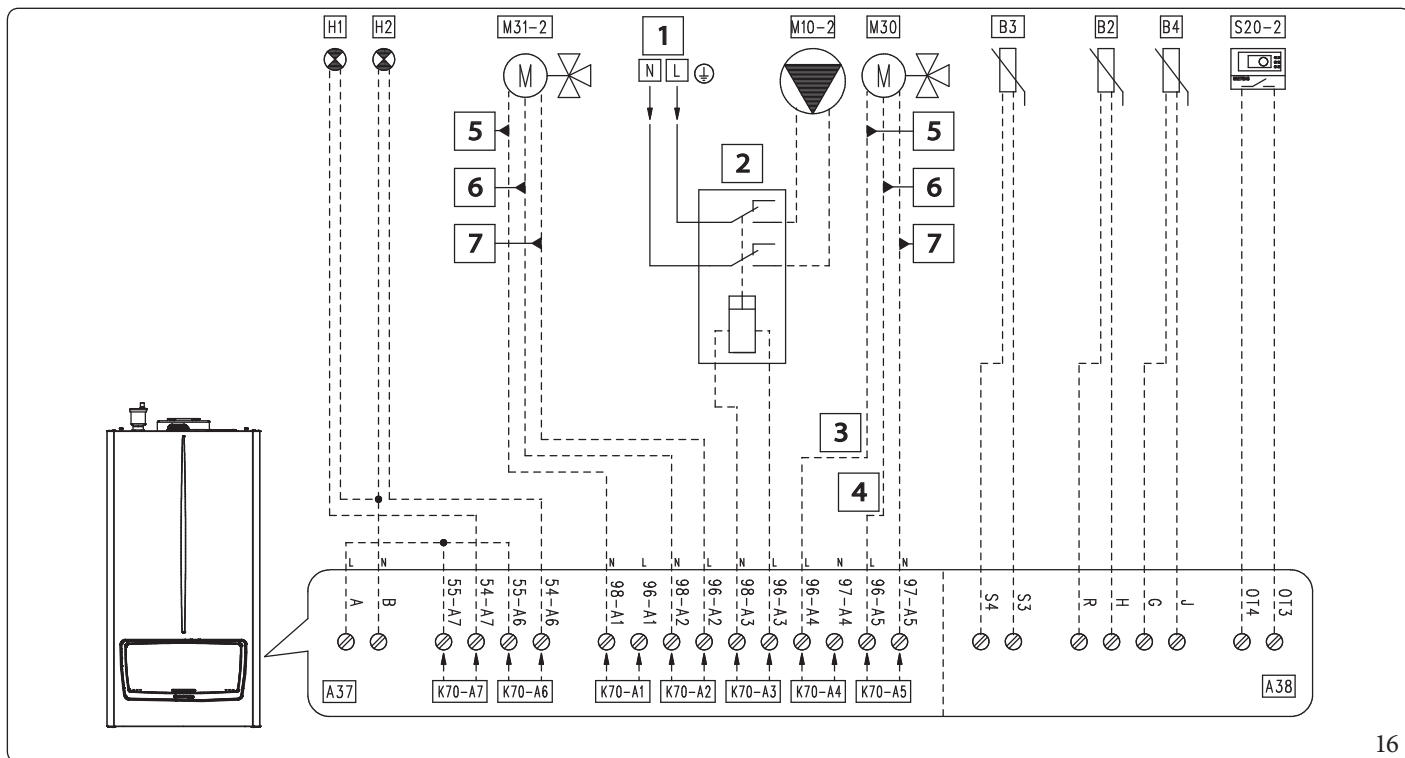 H1 H2 M31-2 1 M10-2 M30 B3 B2 B4 S20-2
N L
M M
5 5
2
6 6
7 7
3
4
L N N L N L N L L N L N
A B 55-A7 54-A7 55-A6 54-A6 98-A1 96-A1 98-A2 96-A2 98-A3 96-A3 96-A4 97-A4 96-A5 97-A5 S4 S3 R H G J OT4 OT3
A37 K70-A7 K70-A6 K70-A1 K70-A2 K70-A3 K70-A4 K70-A5 A38
16